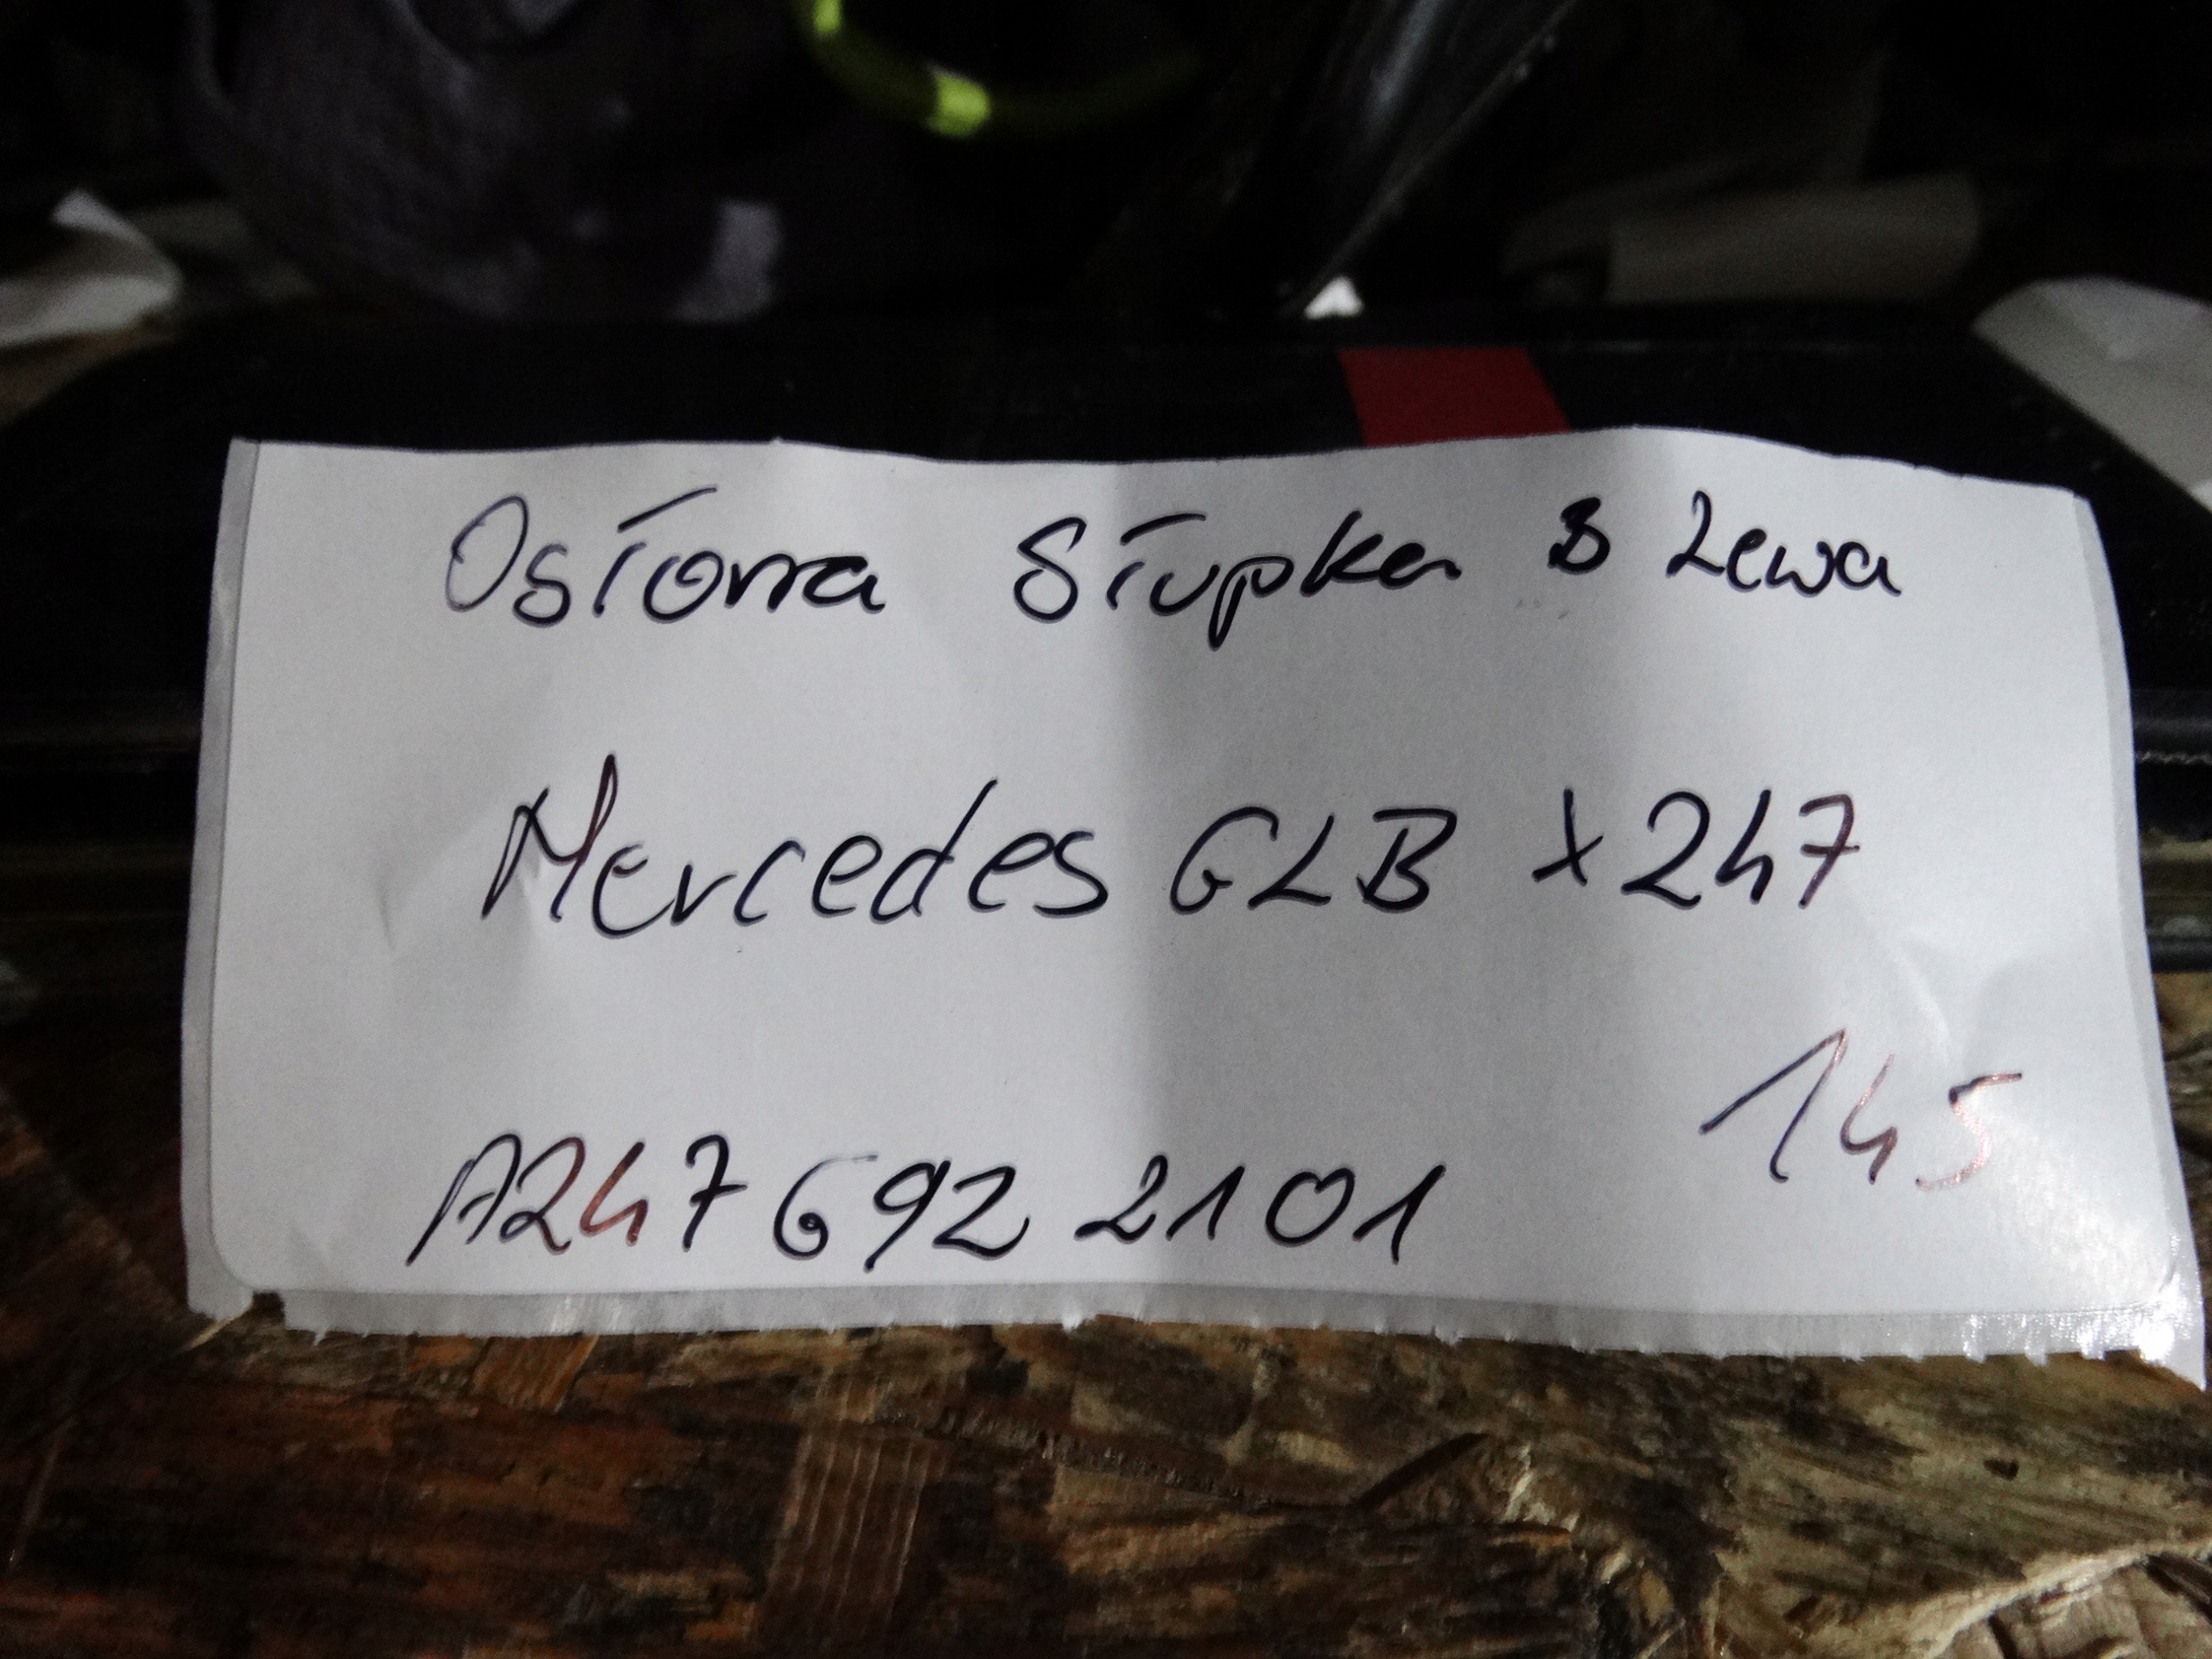 Osłona Słupka B Lewa
Mercedes GLB X247
145
A247 692 2101